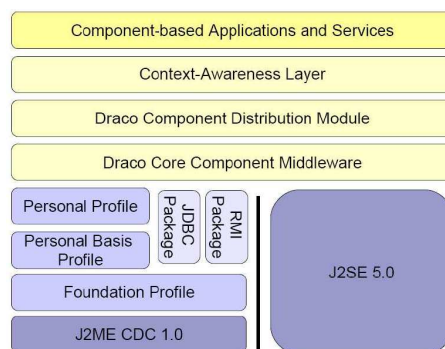 Component-based Applications and Services
Context-Awareness Layer
Draco Component Distribution Module
Draco Core Component Middleware
Personal Profile
Personal Basis
Profile
JDBC
Package
RMI
Package
Foundation Profile
J2ME CDC 1.0
J2SE 5.0